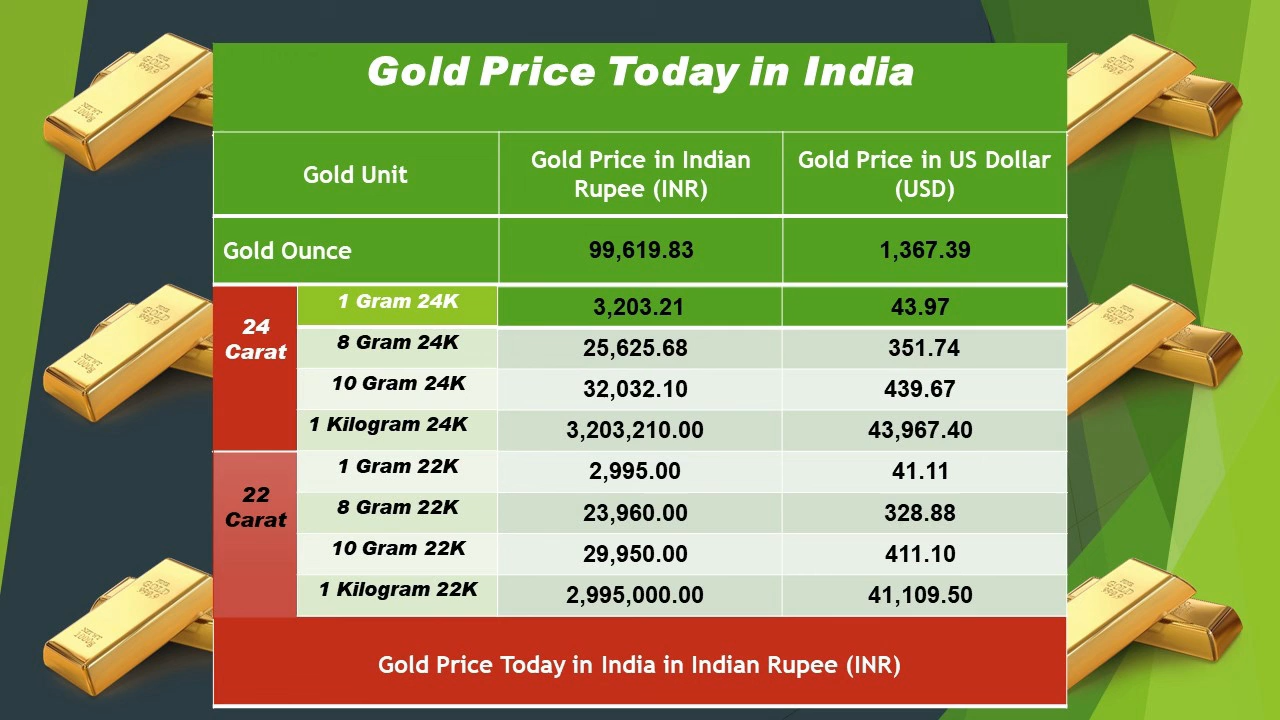 Gold Price Today in India
Gold Unit
Gold Price in Indian
Rupee (INR)
Gold Price in US Dollar
(USD)
Gold Ounce 99,619.83 1,367.39
24
Carat
1 Gram 24K 3,203.21 43.97
8 Gram 24K 25,625.68 351.74
10 Gram 24K 32,032.10 439.67
1 Kilogram 24K 3,203,210.00 43,967.40
22
Carat
1 Gram 22K 2,995.00 41.11
8 Gram 22K 23,960.00 328.88
10 Gram 22K 29,950.00 411.10
1 Kilogram 22K 2,995,000.00 41,109.50
Gold Price Today in India in Indian Rupee (INR)